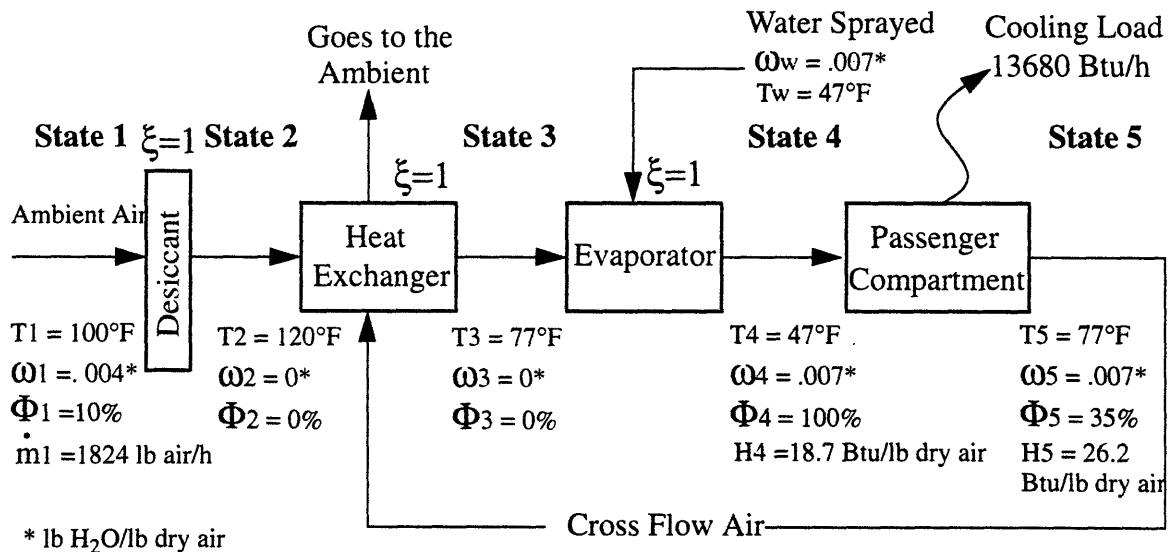 Goes to the
Ambient
Water Sprayed
ωw = .007*
Tw = 47°F
Cooling Load
13680 Btu/h
State 1
ξ=1
State 2
State 3
State 4
State 5
ξ=1
ξ=1
Ambient Air
Desiccant
Heat
Exchanger
Evaporator
Passenger
Compartment
T1 = 100°F
ω1 = .004*
Φ1 = 10%
ṁ1 =1824 lb air/h
T2 = 120°F
ω2 = 0*
Φ2 = 0%
T3 = 77°F
ω3 = 0*
Φ3 = 0%
T4 = 47°F
ω4 = .007*
Φ4 = 100%
H4 =18.7 Btu/lb dry air
T5 = 77°F
ω5 = .007*
Φ5 = 35%
H5 = 26.2
Btu/lb dry air
Cross Flow Air
* lb H₂O/lb dry air